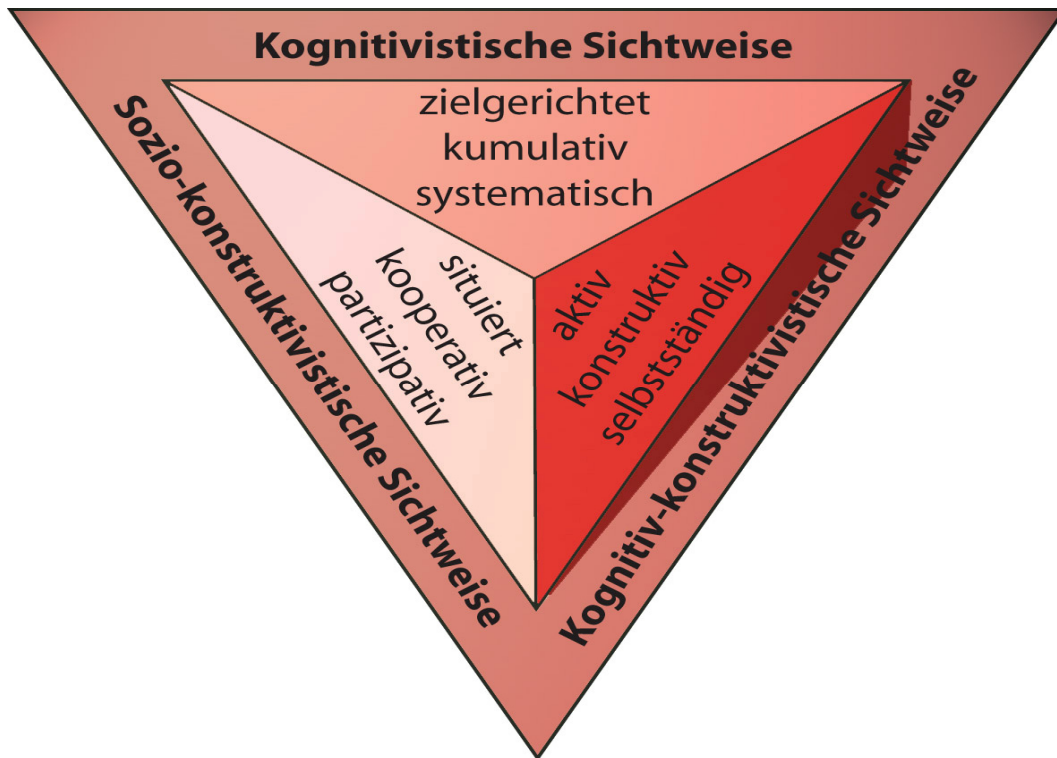 Kognitivistische Sichtweise
zielgerichtet
kumulativ
systematisch
Sozio-konstruktivistische Sichtweise
situiert
kooperativ
partizipativ
aktiv
konstruktiv
selbstständig
Kognitiv-konstruktivistische Sichtweise